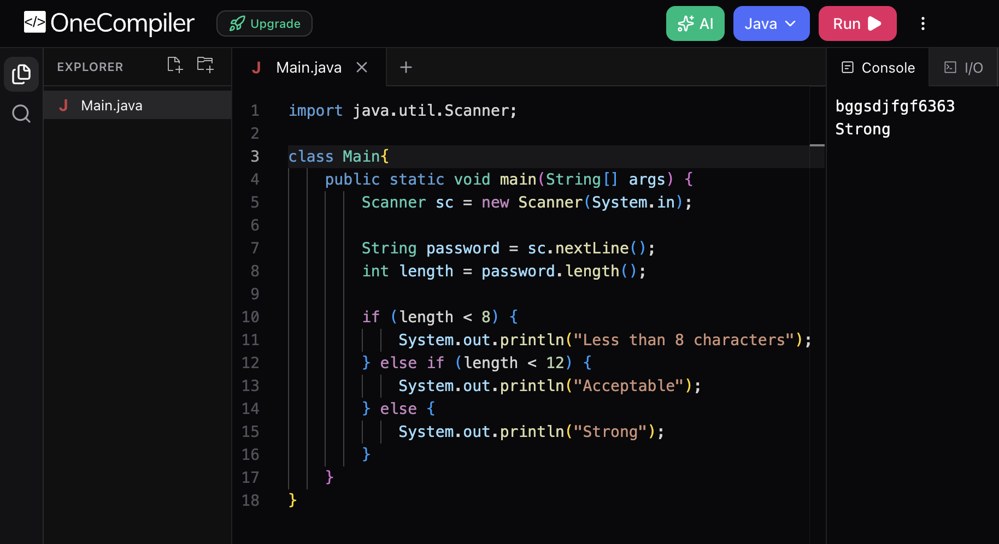 </> OneCompiler Upgrade AI Java Run
EXPLORER
J Main.java
J Main.java
1 import java.util.Scanner;
2
3 class Main{
4     public static void main(String[] args) {
5         Scanner sc = new Scanner(System.in);
6
7         String password = sc.nextLine();
8         int length = password.length();
9
10         if (length < 8) {
11             System.out.println("Less than 8 characters");
12         } else if (length < 12) {
13             System.out.println("Acceptable");
14         } else {
15             System.out.println("Strong");
16         }
17     }
18 }
Console I/O
bggsdjfgf6363
Strong